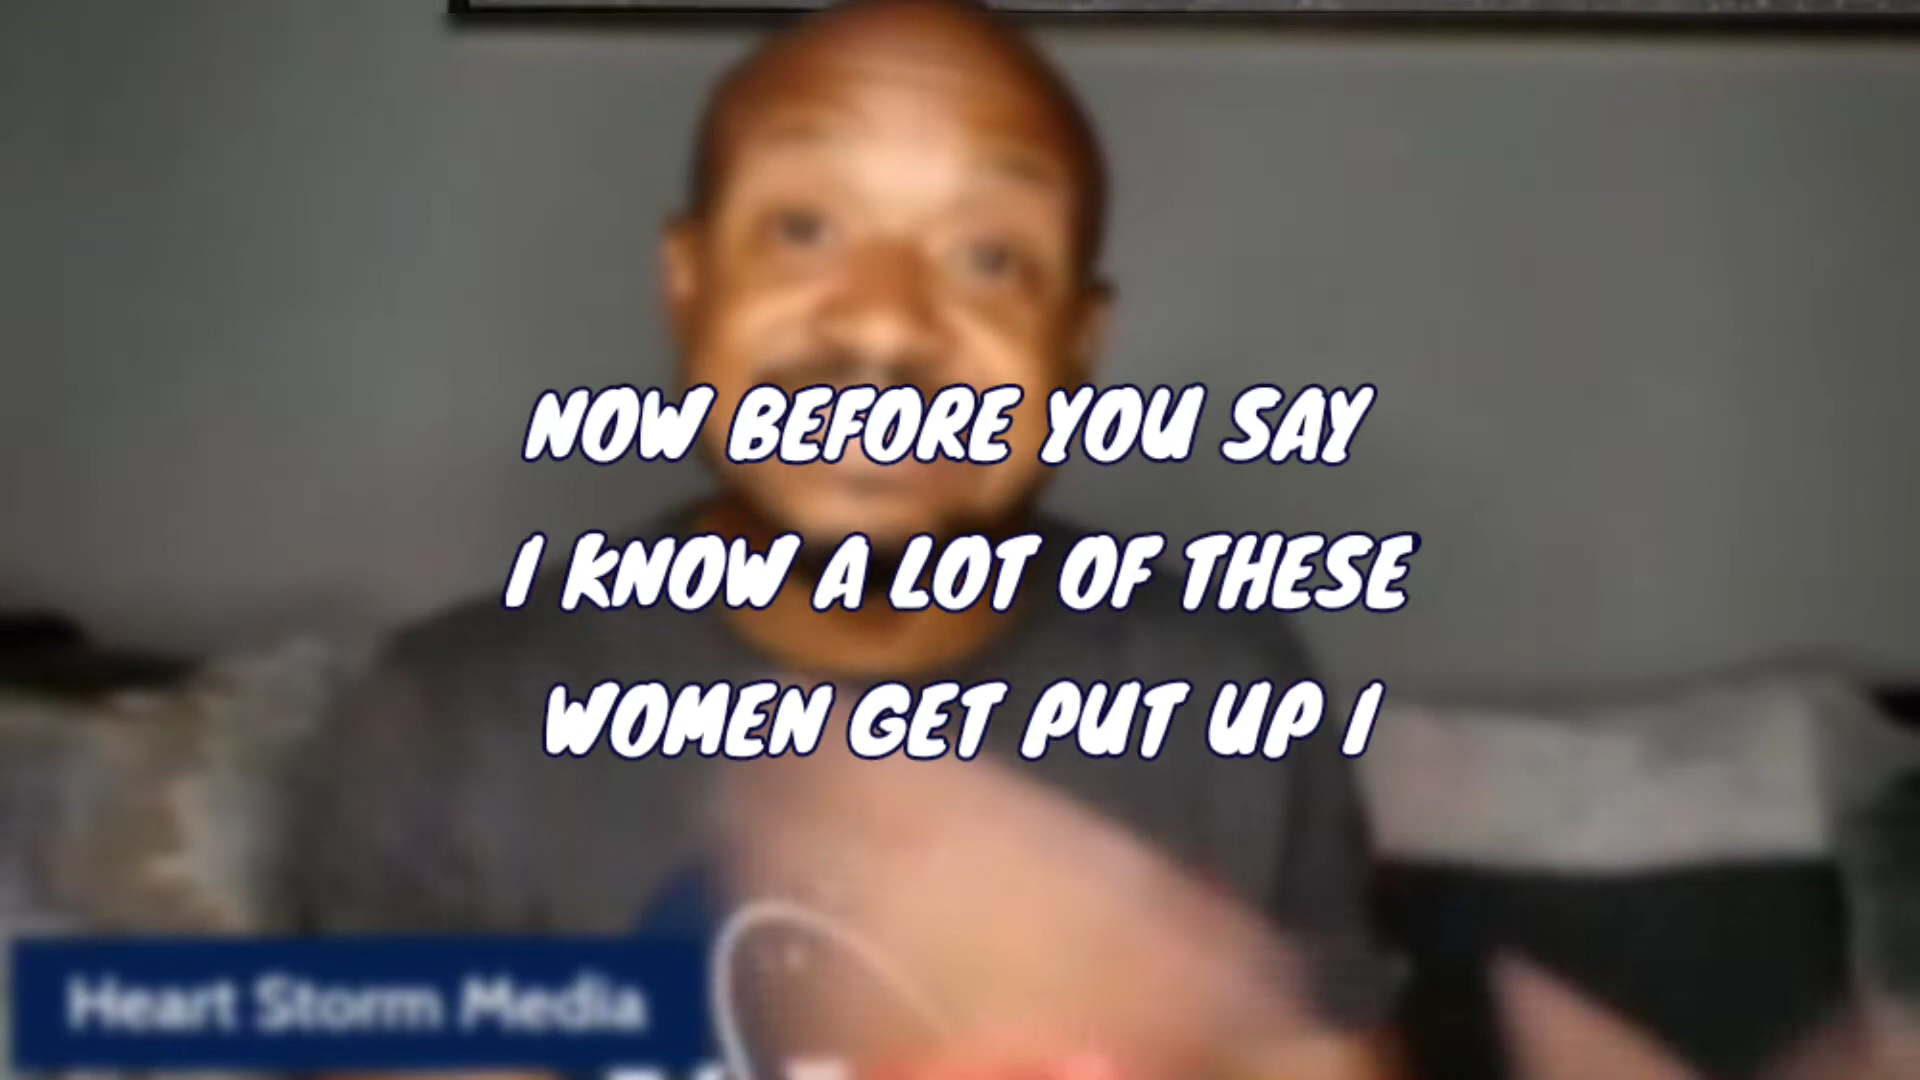 NOW BEFORE YOU SAY
I KNOW A LOT OF THESE
WOMEN GET PUT UP I
Heart Storm Media